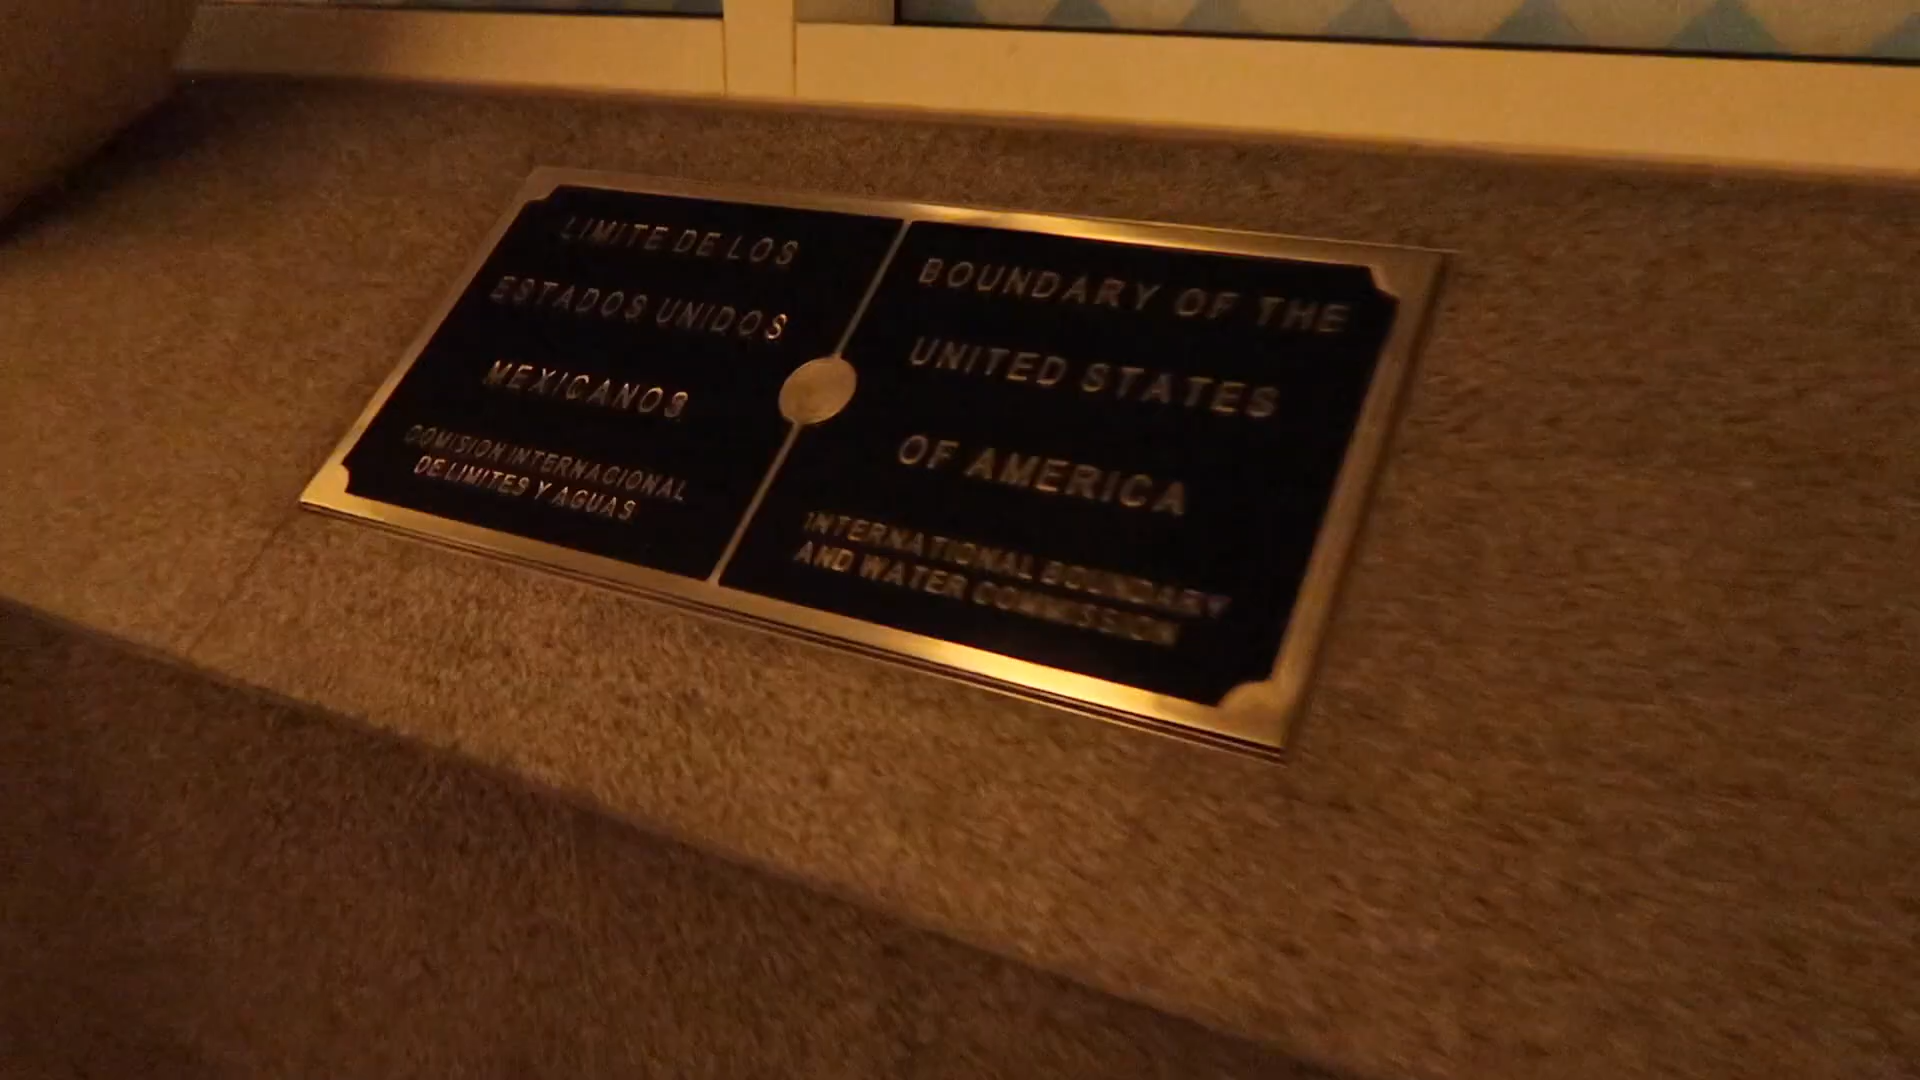 LIMITE DE LOS
ESTADOS UNIDOS
MEXICANOS
COMISION INTERNACIONAL
DE LIMITES Y AGUAS
BOUNDARY OF THE
UNITED STATES
OF AMERICA
INTERNATIONAL BOUNDARY
AND WATER COMMISSION